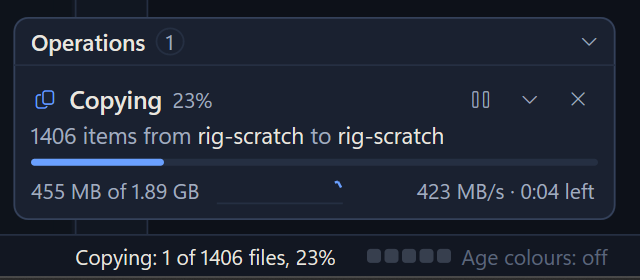 Operations 1
Copying 23%
1406 items from rig-scratch to rig-scratch
455 MB of 1.89 GB 423 MB/s · 0:04 left
Copying: 1 of 1406 files, 23% Age colours: off